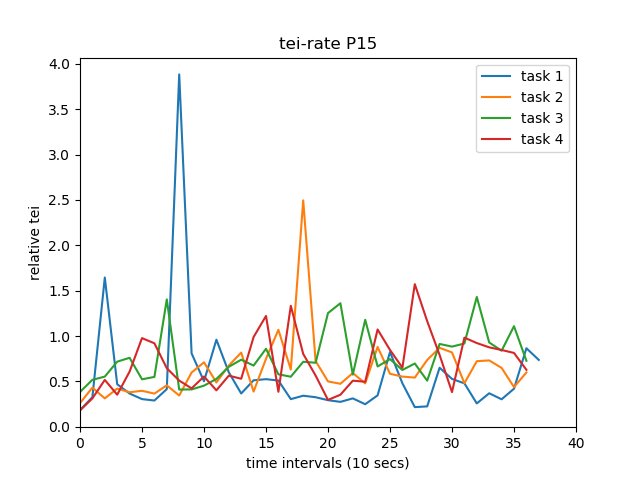 tei-rate P15
4.0
3.5
3.0
2.5
2.0
1.5
1.0
0.5
0.0
relative tei
task 1
task 2
task 3
task 4
0 5 10 15 20 25 30 35 40
time intervals (10 secs)